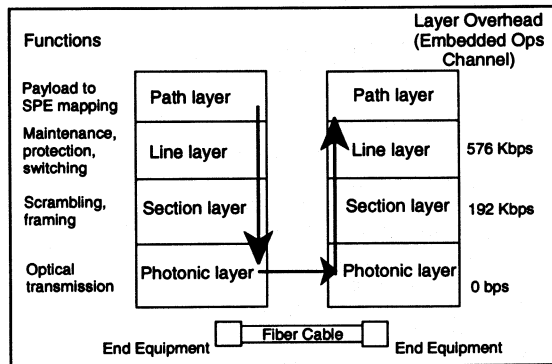 Functions
Layer Overhead
(Embedded Ops
Channel)
Payload to
SPE mapping
Path layer
Path layer
Maintenance,
protection,
switching
Line layer
Line layer
576 Kbps
Scrambling,
framing
Section layer
Section layer
192 Kbps
Optical
transmission
Photonic layer
Photonic layer
0 bps
Fiber Cable
End Equipment
End Equipment